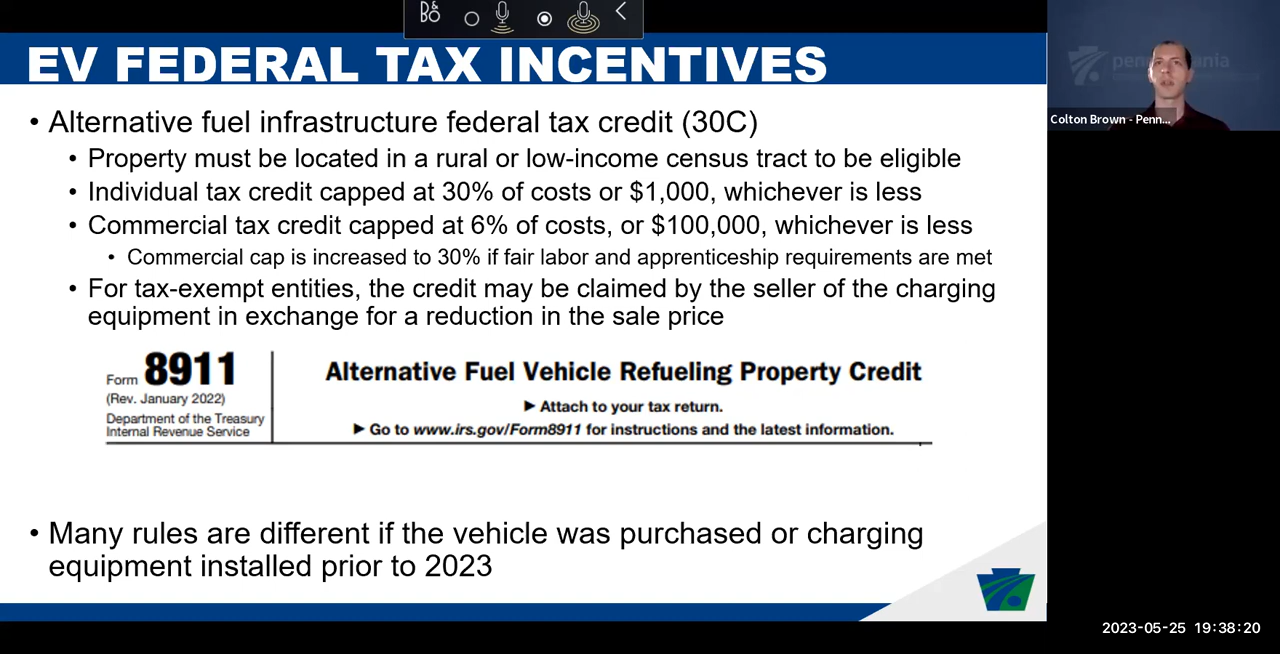 B&
BO
EV FEDERAL TAX INCENTIVES
• Alternative fuel infrastructure federal tax credit (30C)
• Property must be located in a rural or low-income census tract to be eligible
• Individual tax credit capped at 30% of costs or $1,000, whichever is less
• Commercial tax credit capped at 6% of costs, or $100,000, whichever is less
• Commercial cap is increased to 30% if fair labor and apprenticeship requirements are met
• For tax-exempt entities, the credit may be claimed by the seller of the charging
equipment in exchange for a reduction in the sale price
Form 8911
(Rev. January 2022)
Department of the Treasury
Internal Revenue Service
Alternative Fuel Vehicle Refueling Property Credit
▶ Attach to your tax return.
▶ Go to www.irs.gov/Form8911 for instructions and the latest information.
• Many rules are different if the vehicle was purchased or charging
equipment installed prior to 2023
Colton Brown - Penn...
2023-05-25 19:38:20